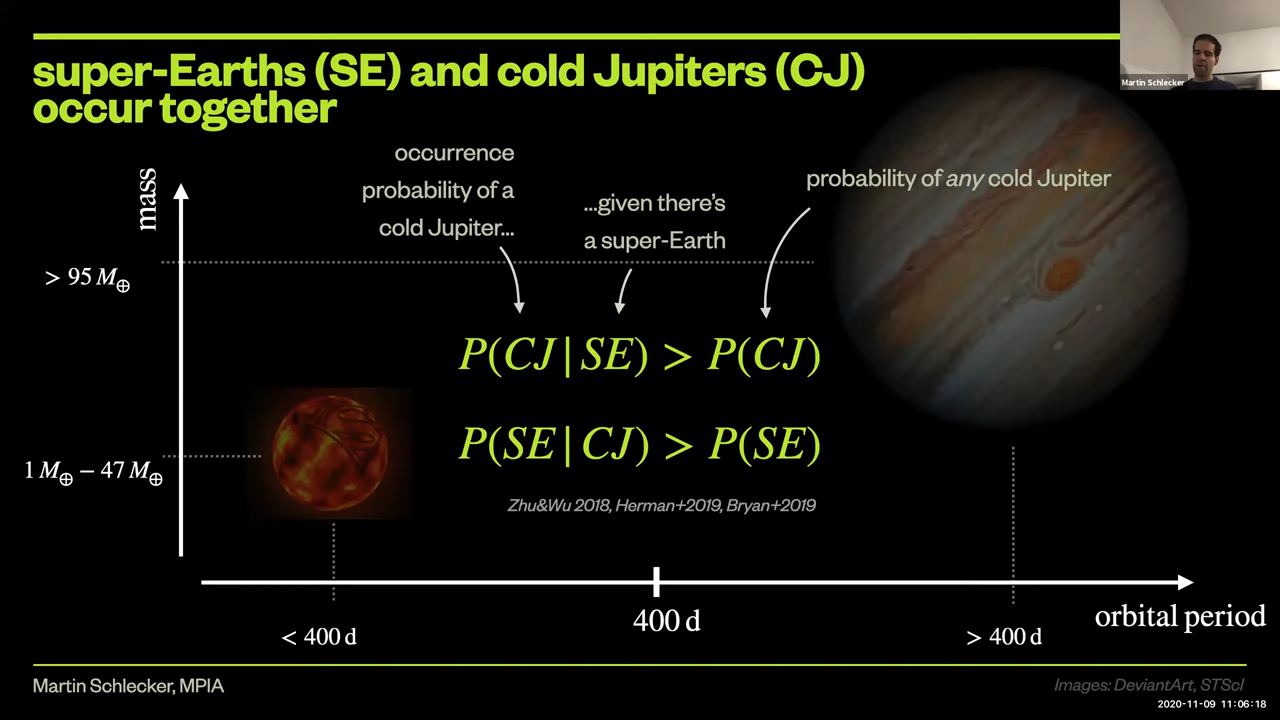 super-Earths (SE) and cold Jupiters (CJ)
occur together
Martin Schlecker
mass
occurrence
probability of a
cold Jupiter...
...given there's
a super-Earth
probability of any cold Jupiter
> 95 M⊕
P(CJ | SE) > P(CJ)
P(SE | CJ) > P(SE)
1 M⊕ – 47 M⊕
Zhu&Wu 2018, Herman+2019, Bryan+2019
< 400 d
400 d
> 400 d
orbital period
Martin Schlecker, MPIA
Images: DeviantArt, STScI
2020-11-09 11:06:18